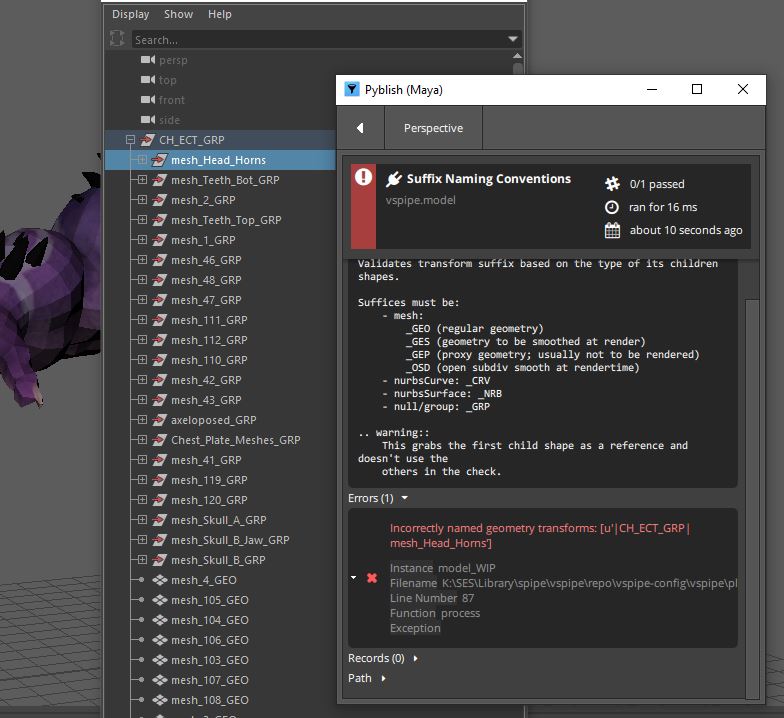 Display Show Help
Search...
persp
top
front
side
CH_ECT_GRP
mesh_Head_Horns
mesh_Teeth_Bot_GRP
mesh_2_GRP
mesh_Teeth_Top_GRP
mesh_1_GRP
mesh_46_GRP
mesh_48_GRP
mesh_47_GRP
mesh_111_GRP
mesh_112_GRP
mesh_110_GRP
mesh_42_GRP
mesh_43_GRP
axeloposed_GRP
Chest_Plate_Meshes_GRP
mesh_41_GRP
mesh_119_GRP
mesh_120_GRP
mesh_Skull_A_GRP
mesh_Skull_B_Jaw_GRP
mesh_Skull_B_GRP
mesh_4_GEO
mesh_105_GEO
mesh_104_GEO
mesh_106_GEO
mesh_103_GEO
mesh_107_GEO
mesh_108_GEO
Pyblish (Maya)
Perspective
Suffix Naming Conventions
vspipe.model
0/1 passed
ran for 16 ms
about 10 seconds ago
Validates transform suffix based on the type of its children
shapes.
Suffices must be:
- mesh:
_GEO (regular geometry)
_GES (geometry to be smoothed at render)
_GEP (proxy geometry; usually not to be rendered)
_OSD (open subdiv smooth at rendertime)
- nurbsCurve: _CRV
- nurbsSurface: _NRB
- null/group: _GRP
.. warning::
This grabs the first child shape as a reference and
doesn't use the
others in the check.
Errors (1)
Incorrectly named geometry transforms: [u'|CH_ECT_GRP|
mesh_Head_Horns']
Instance model_WIP
Filename K:\SES\Library\spipe\vspipe\repo\vspipe-config\vspipe\pl
Line Number 87
Function process
Exception
Records (0)
Path